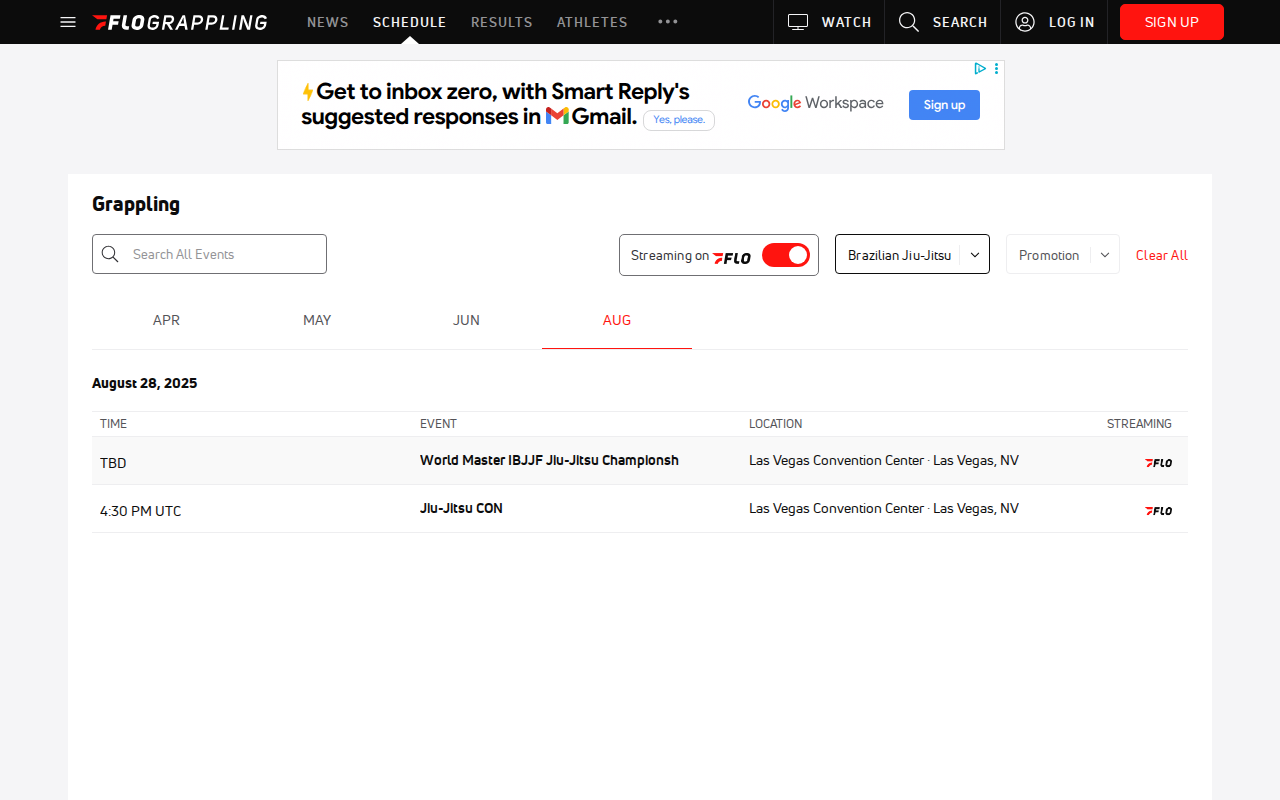 FLOGRAPPLING NEWS SCHEDULE RESULTS ATHLETES WATCH SEARCH LOG IN SIGN UP
Get to inbox zero, with Smart Reply's
suggested responses in Gmail. Yes, please.
Google Workspace
Sign up
Grappling
Search All Events Streaming on FLO Brazilian Jiu-Jitsu Promotion Clear All
APR MAY JUN AUG
August 28, 2025
TIME EVENT LOCATION STREAMING
TBD World Master IBJJF Jiu-Jitsu Championsh Las Vegas Convention Center · Las Vegas, NV FLO
4:30 PM UTC Jiu-Jitsu CON Las Vegas Convention Center · Las Vegas, NV FLO